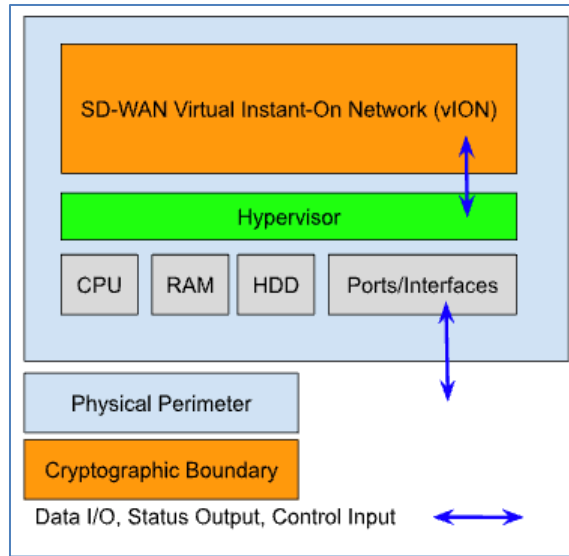 SD-WAN Virtual Instant-On Network (vION)
Hypervisor
CPU RAM HDD Ports/Interfaces
Physical Perimeter
Cryptographic Boundary
Data I/O, Status Output, Control Input